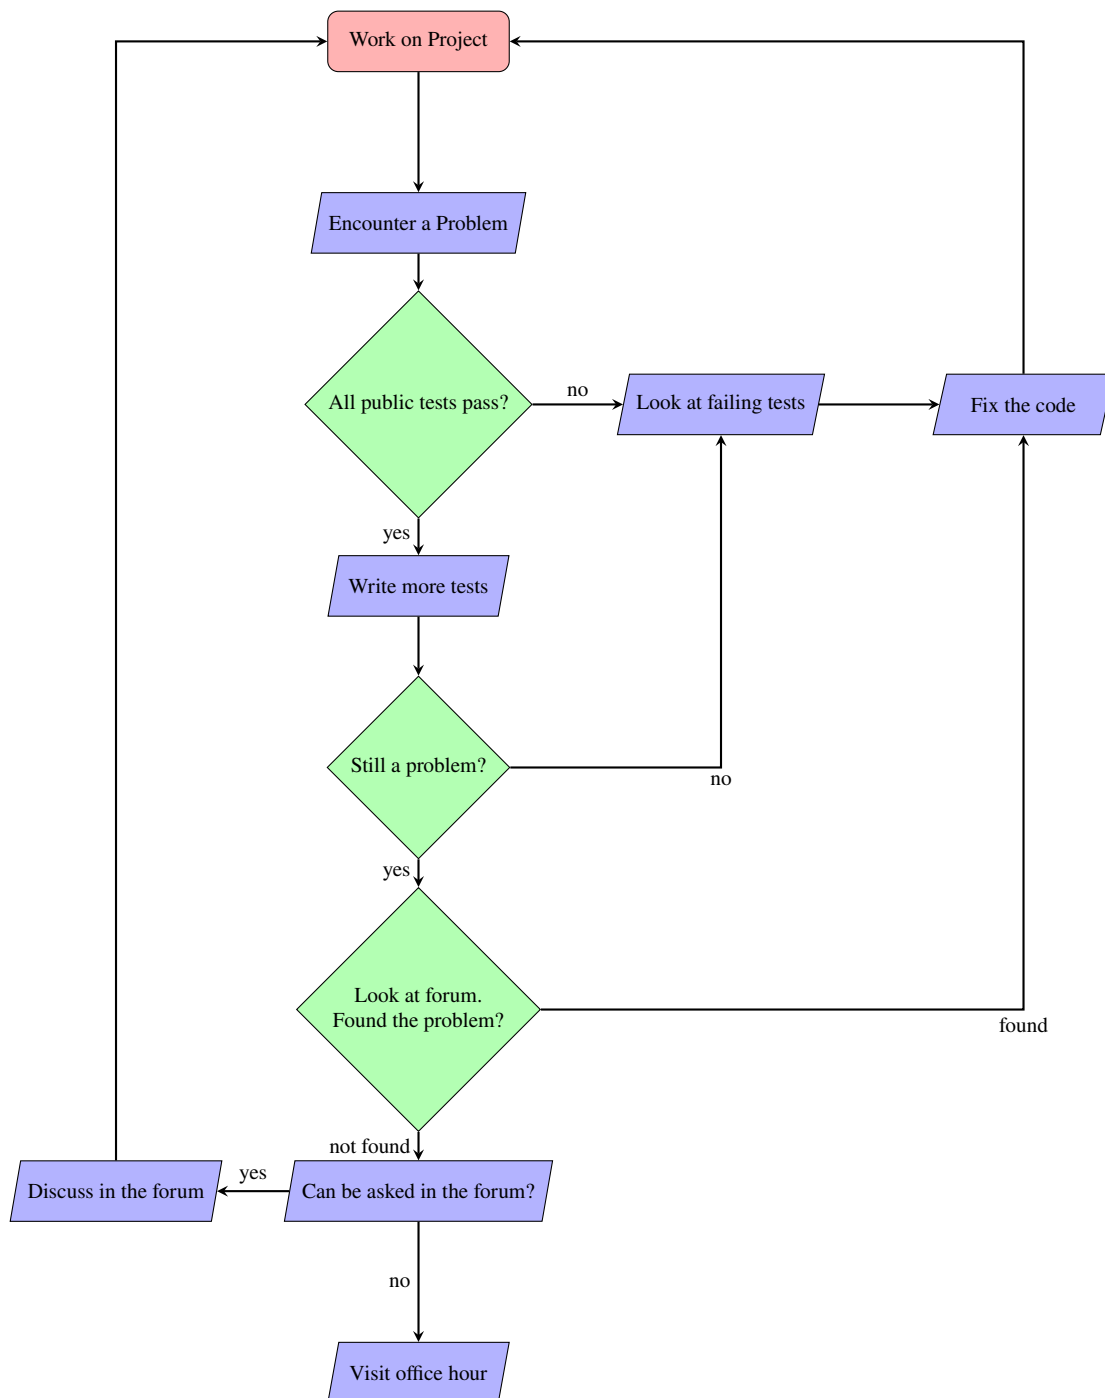 Work on Project
Encounter a Problem
All public tests pass?
no
Look at failing tests
Fix the code
yes
Write more tests
Still a problem?
no
yes
Look at forum.
Found the problem?
found
not found
Discuss in the forum
yes
Can be asked in the forum?
no
Visit office hour